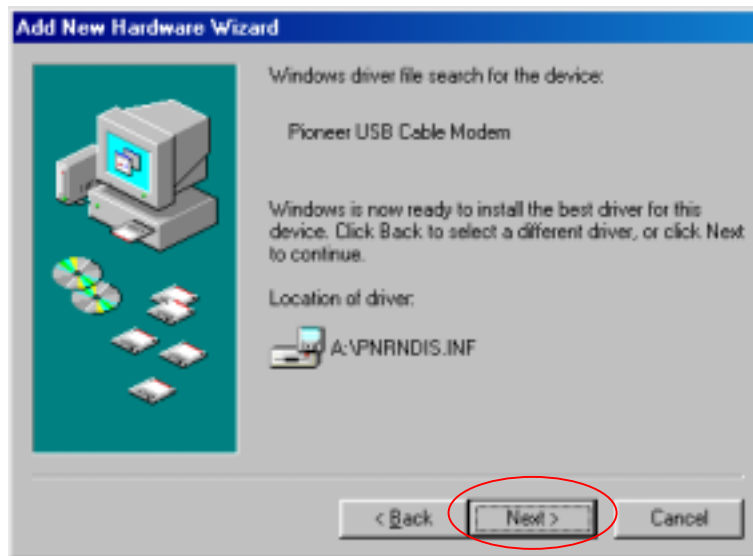 Add New Hardware Wizard
Windows driver file search for the device:
Pioneer USB Cable Modem
Windows is now ready to install the best driver for this
device. Click Back to select a different driver, or click Next
to continue.
Location of driver:
A:\PNRNDIS.INF
< Back Next > Cancel